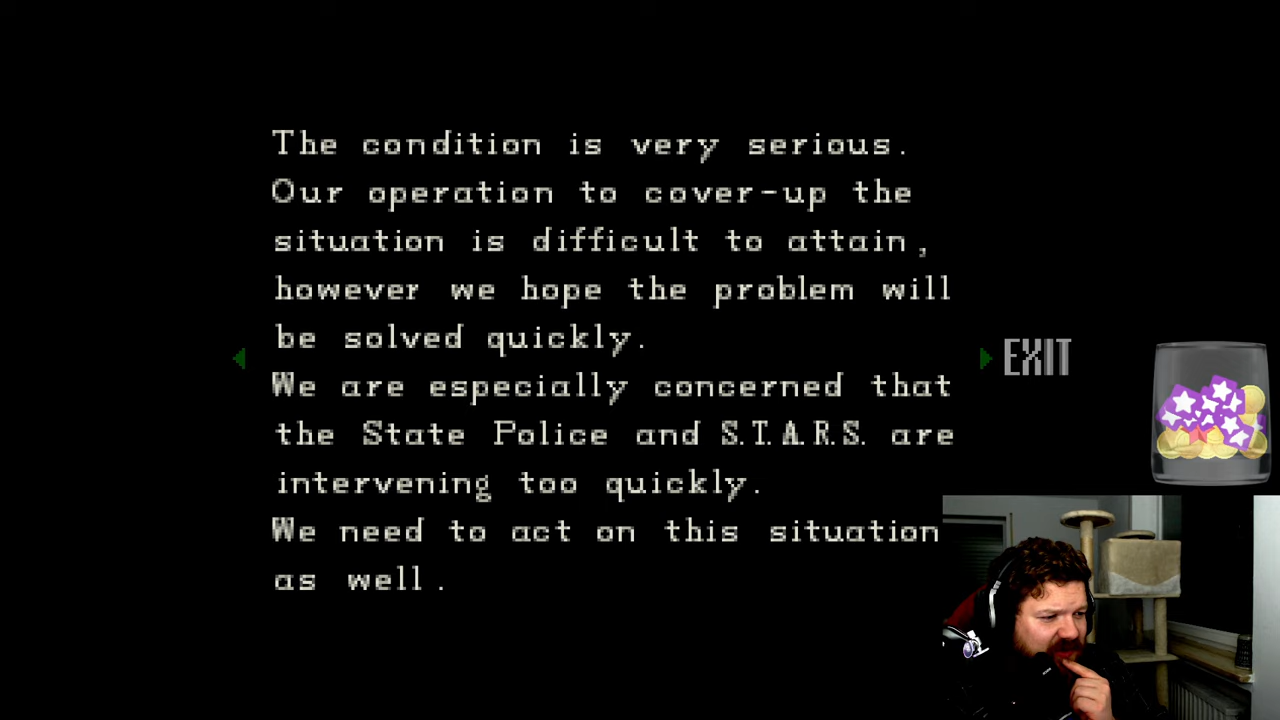 The condition is very serious.
Our operation to cover-up the
situation is difficult to attain,
however we hope the problem will
be solved quickly.
We are especially concerned that
the State Police and S.T.A.R.S. are
intervening too quickly.
We need to act on this situation
as well.
EXIT